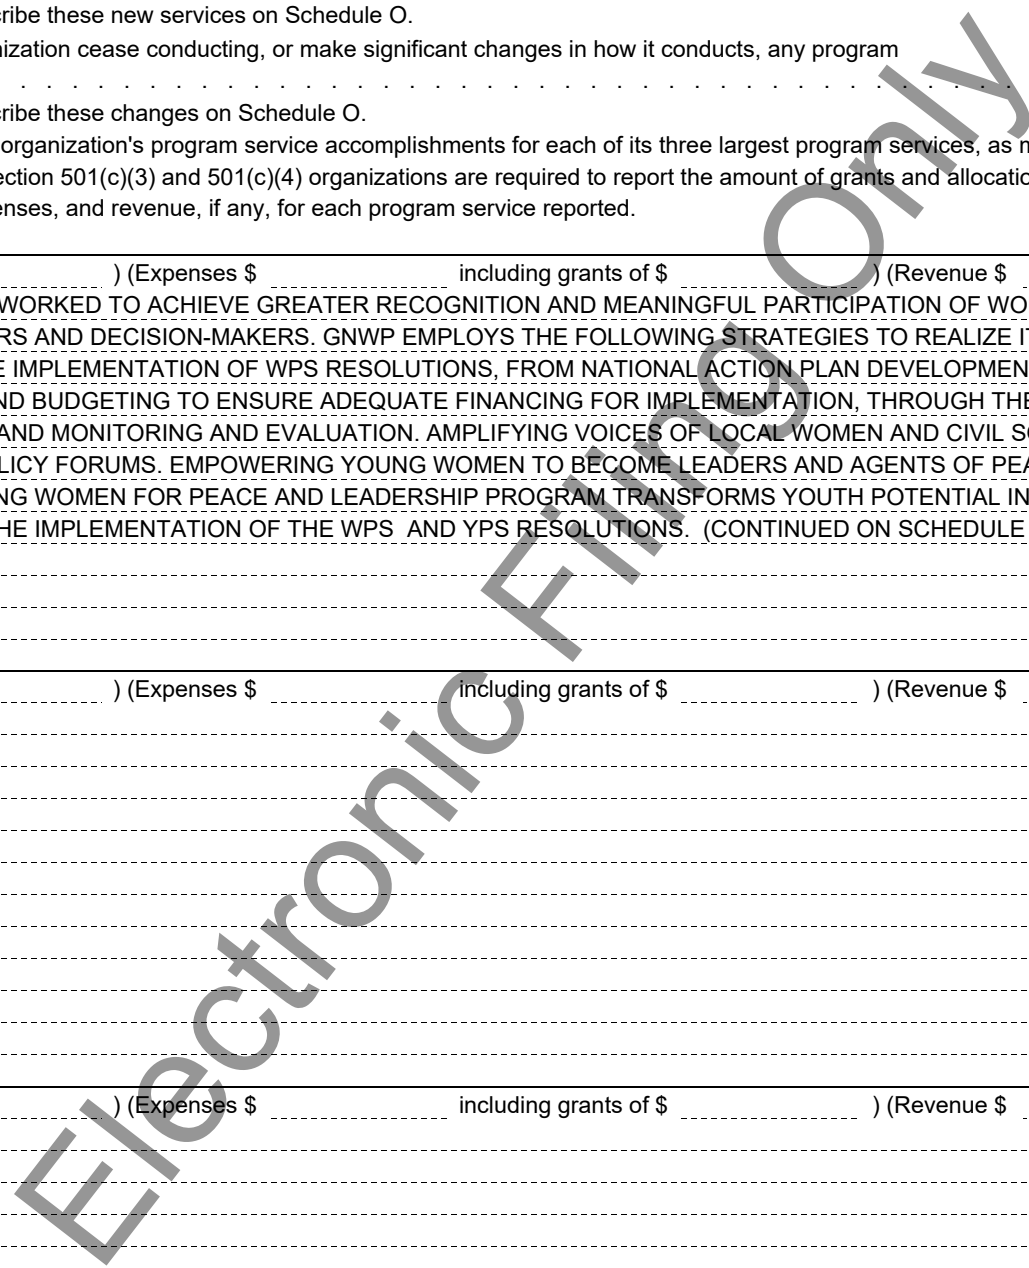 cribe these new services on Schedule O.
nization cease conducting, or make significant changes in how it conducts, any program
. . . . . . . . . . . . . . . . . . . . . . . . . . . . . . . . . . . . . . .
cribe these changes on Schedule O.
organization's program service accomplishments for each of its three largest program services, as m
ection 501(c)(3) and 501(c)(4) organizations are required to report the amount of grants and allocatio
enses, and revenue, if any, for each program service reported.
) (Expenses $ including grants of $ ) (Revenue $
WORKED TO ACHIEVE GREATER RECOGNITION AND MEANINGFUL PARTICIPATION OF WO
RS AND DECISION-MAKERS. GNWP EMPLOYS THE FOLLOWING STRATEGIES TO REALIZE IT
E IMPLEMENTATION OF WPS RESOLUTIONS, FROM NATIONAL ACTION PLAN DEVELOPMEN
ND BUDGETING TO ENSURE ADEQUATE FINANCING FOR IMPLEMENTATION, THROUGH THE
AND MONITORING AND EVALUATION. AMPLIFYING VOICES OF LOCAL WOMEN AND CIVIL SO
LICY FORUMS. EMPOWERING YOUNG WOMEN TO BECOME LEADERS AND AGENTS OF PEA
NG WOMEN FOR PEACE AND LEADERSHIP PROGRAM TRANSFORMS YOUTH POTENTIAL IN
HE IMPLEMENTATION OF THE WPS AND YPS RESOLUTIONS. (CONTINUED ON SCHEDULE
) (Expenses $ including grants of $ ) (Revenue $
) (Expenses $ including grants of $ ) (Revenue $
Electronic Filing Only